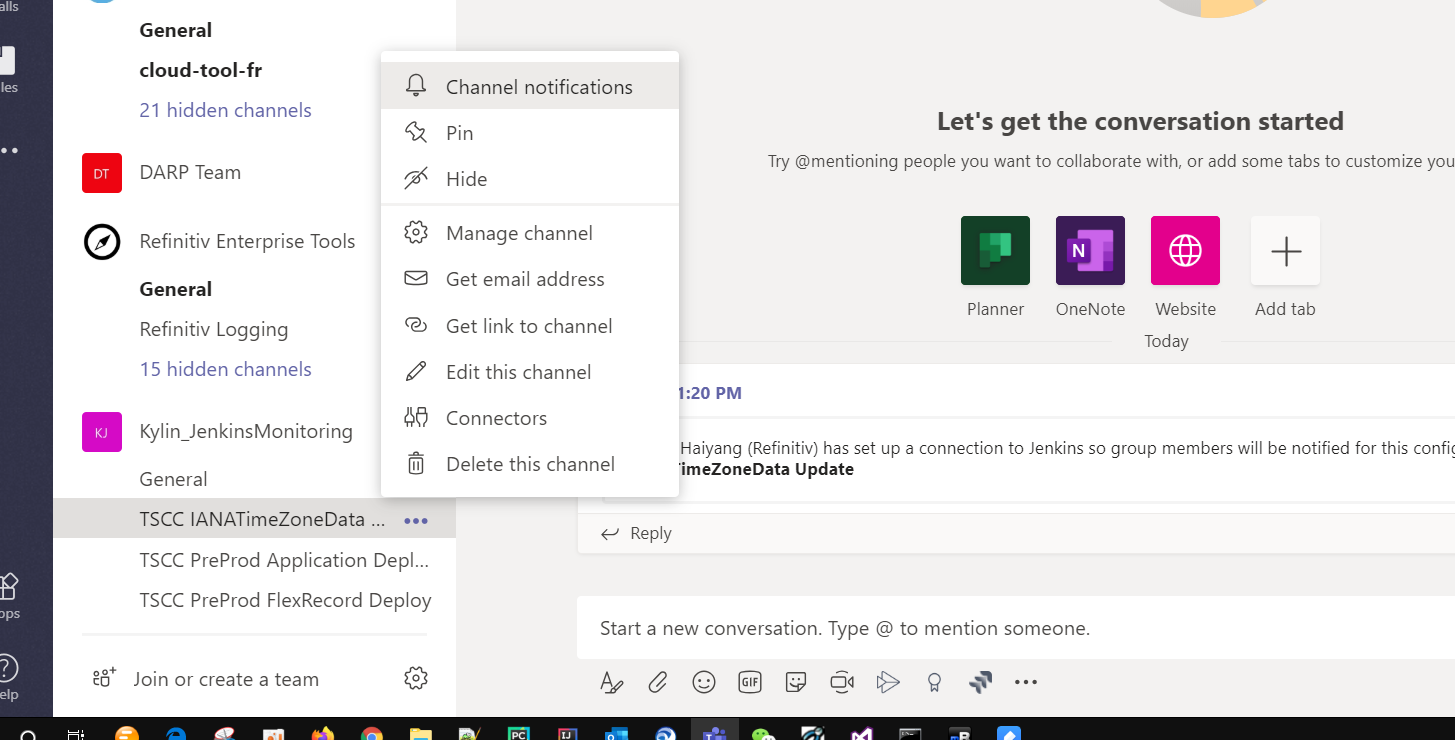 General
cloud-tool-fr
21 hidden channels
DT
DARP Team
Refinitiv Enterprise Tools
General
Refinitiv Logging
15 hidden channels
KJ
Kylin_JenkinsMonitoring
General
TSCC IANATimeZoneData ...
TSCC PreProd Application Depl...
TSCC PreProd FlexRecord Deploy
Join or create a team
Channel notifications
Pin
Hide
Manage channel
Get email address
Get link to channel
Edit this channel
Connectors
Delete this channel
Let's get the conversation started
Try @mentioning people you want to collaborate with, or add some tabs to customize you
N
Planner
OneNote
Website
Add tab
Today
1:20 PM
Haiyang (Refinitiv) has set up a connection to Jenkins so group members will be notified for this config
TimeZoneData Update
Reply
Start a new conversation. Type @ to mention someone.
GIF